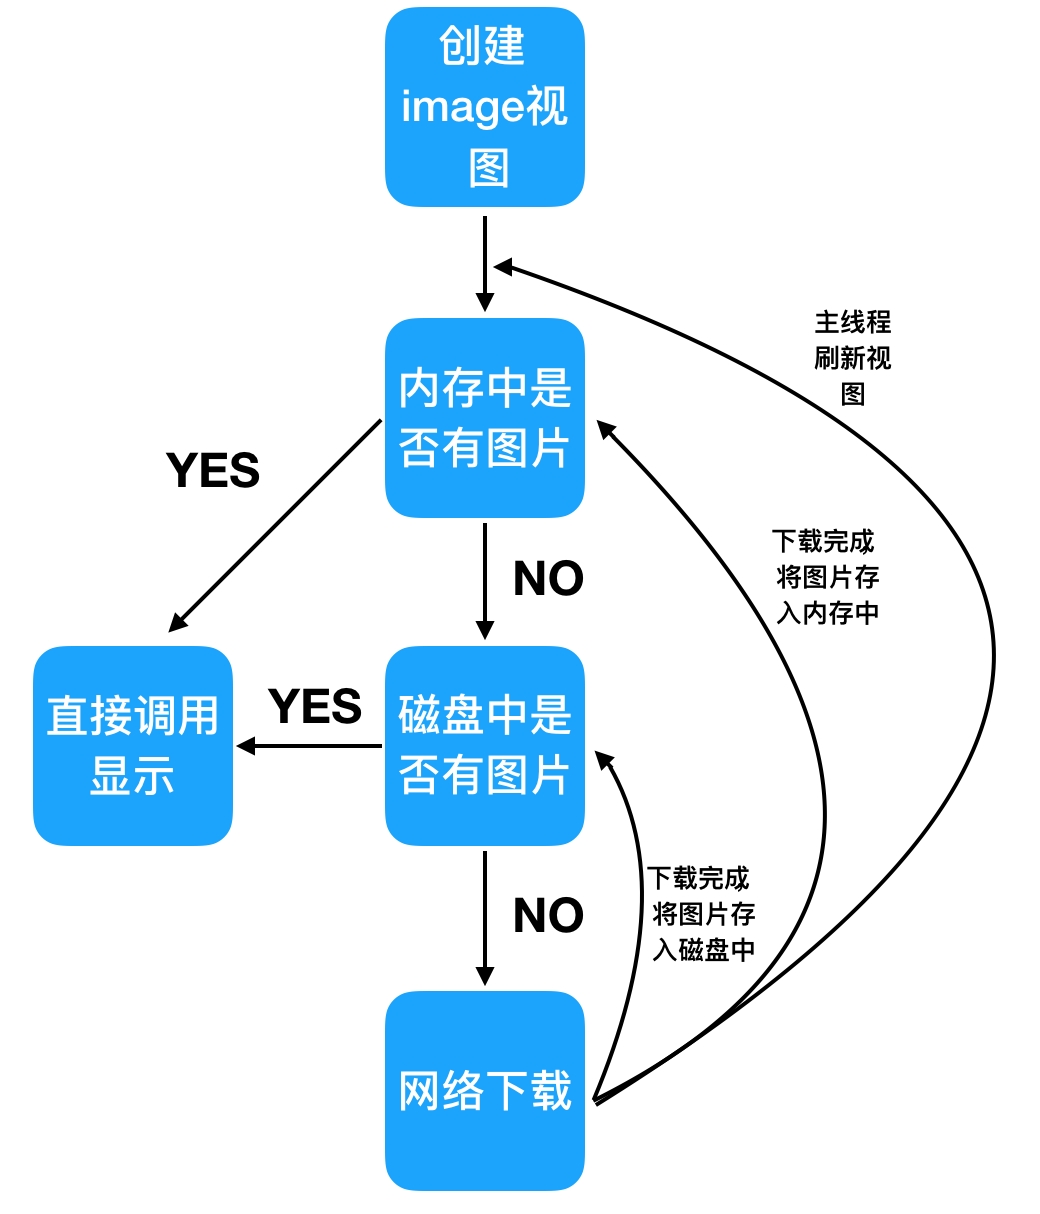 创建
image视
图
主线程
刷新视
图
内存中是
否有图片
YES
下载完成
将图片存
入内存中
NO
直接调用
显示
YES
磁盘中是
否有图片
下载完成
将图片存
入磁盘中
NO
网络下载